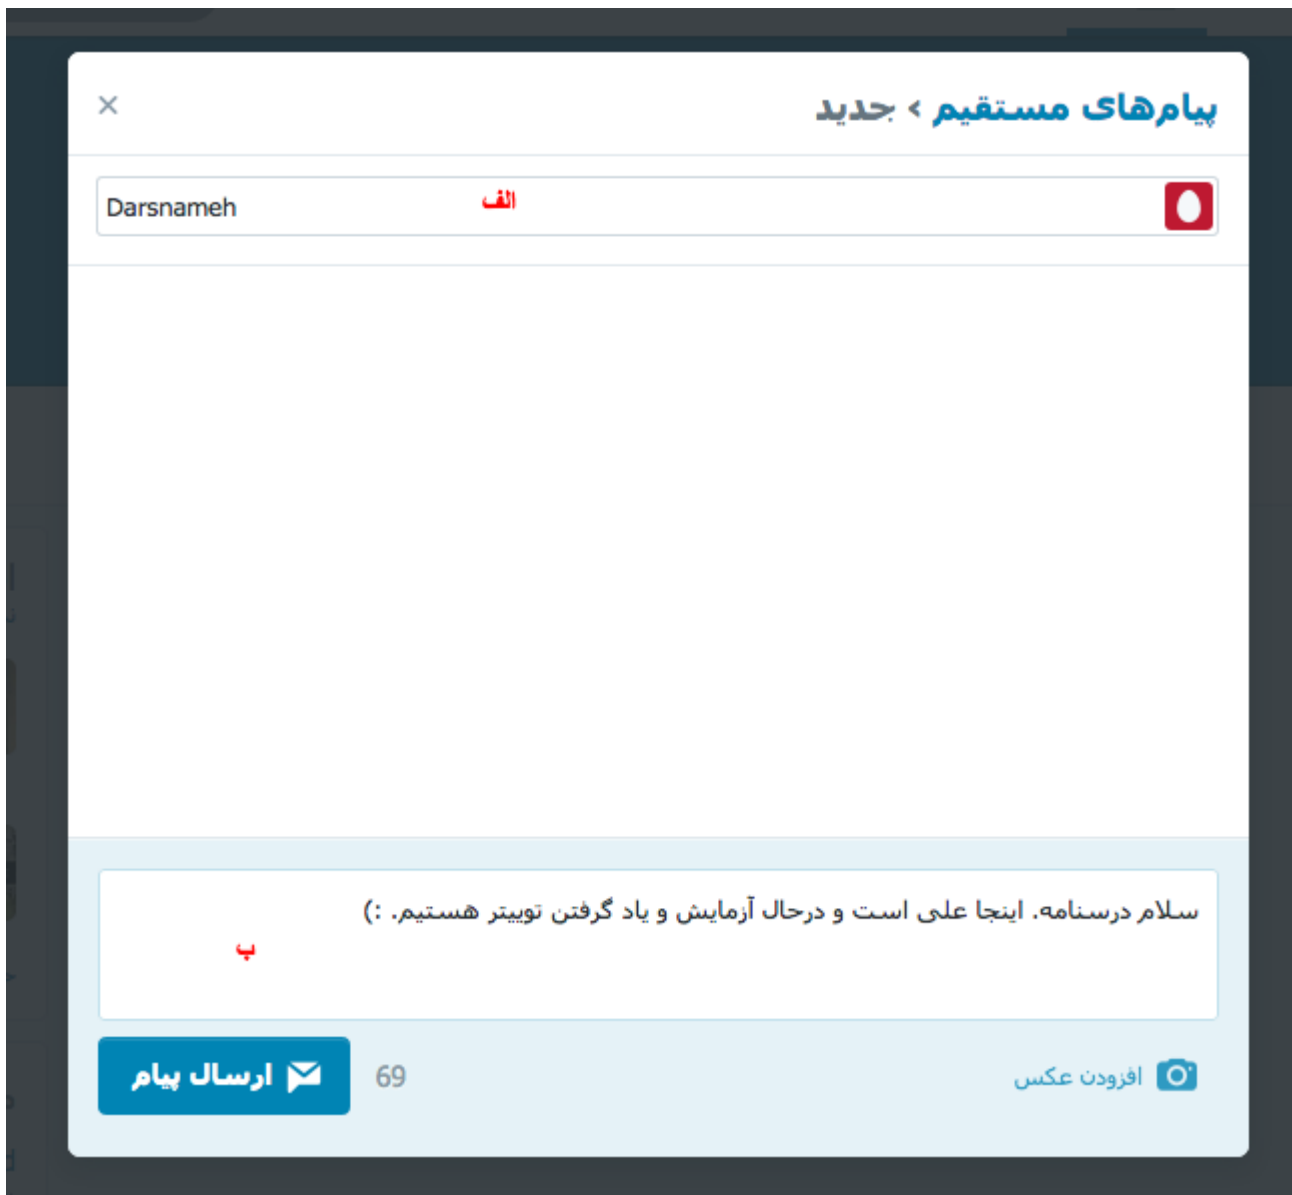 پیام‌های مستقیم › جدید
×
Darsnameh
الف
سلام درسنامه. اینجا علی است و درحال آزمایش و یاد گرفتن توییتر هستیم. :)
ب
افزودن عکس
69
ارسال پیام